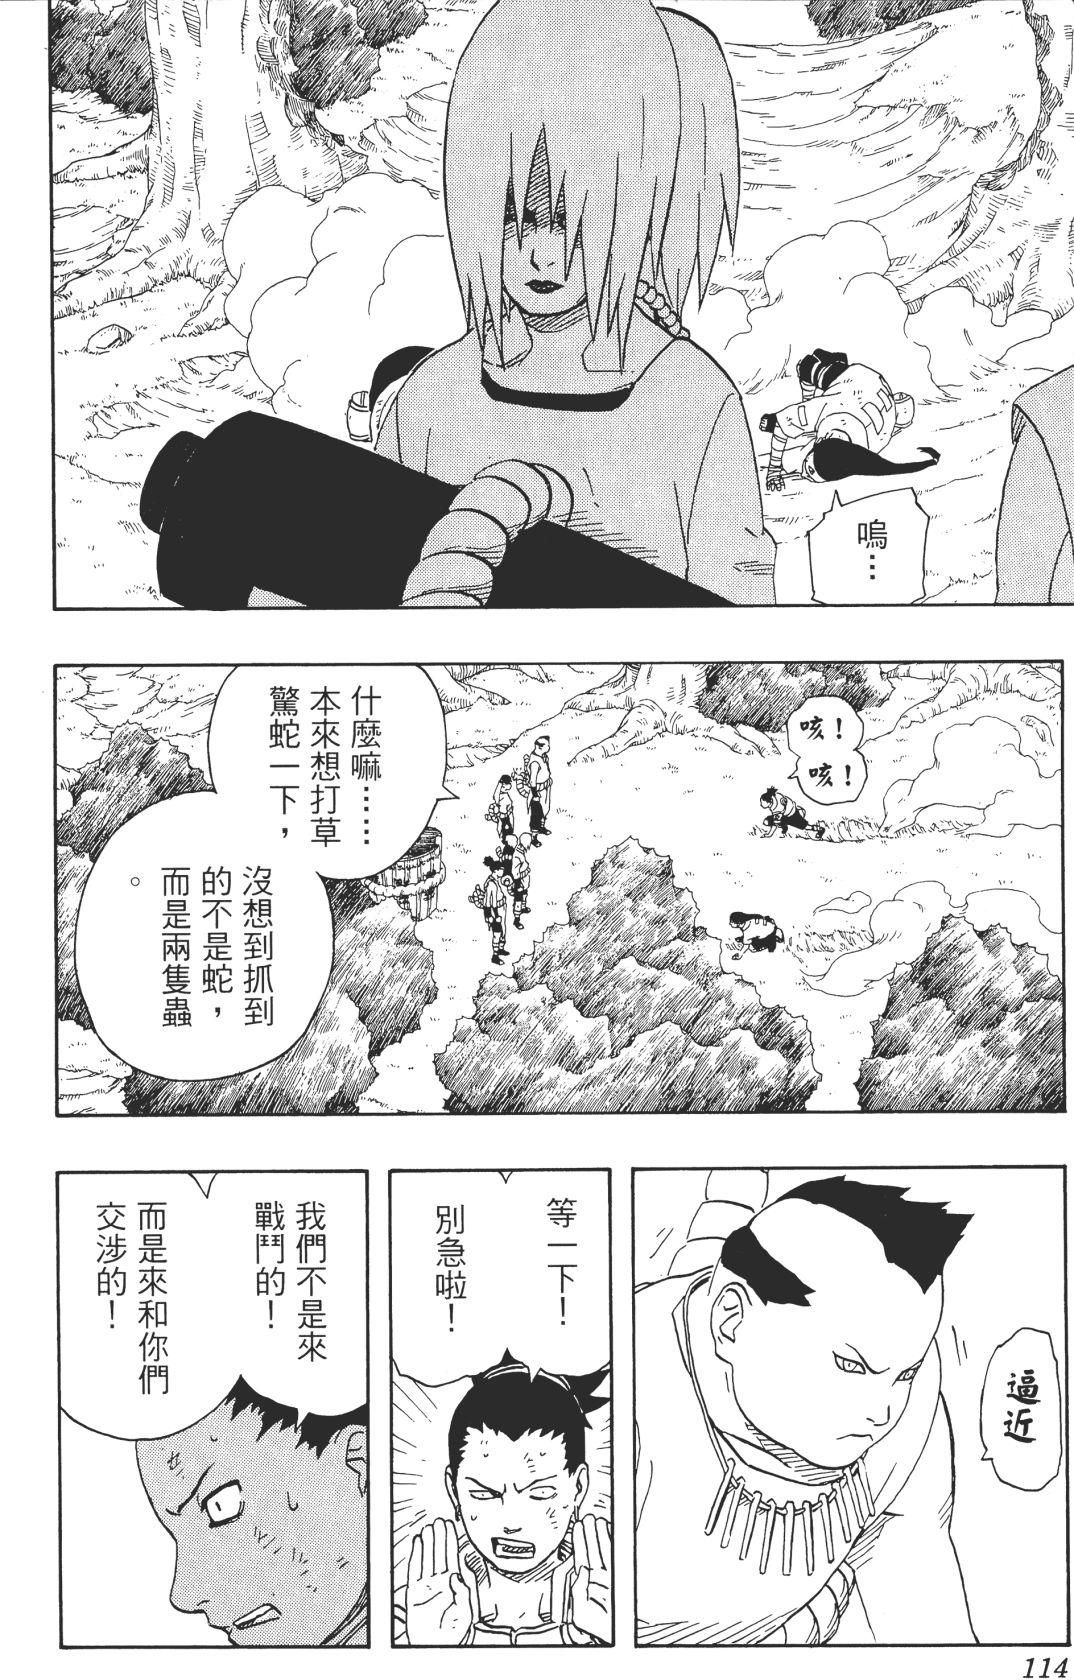 嗚…
咳！
咳！
什麼嘛……
本來想打草
驚蛇一下，
沒想到抓到
的不是蛇，
而是兩隻蟲
。
逼近
等一下！
別急啦！
我們不是來
戰鬥的！
而是來和你們
交涉的！
114